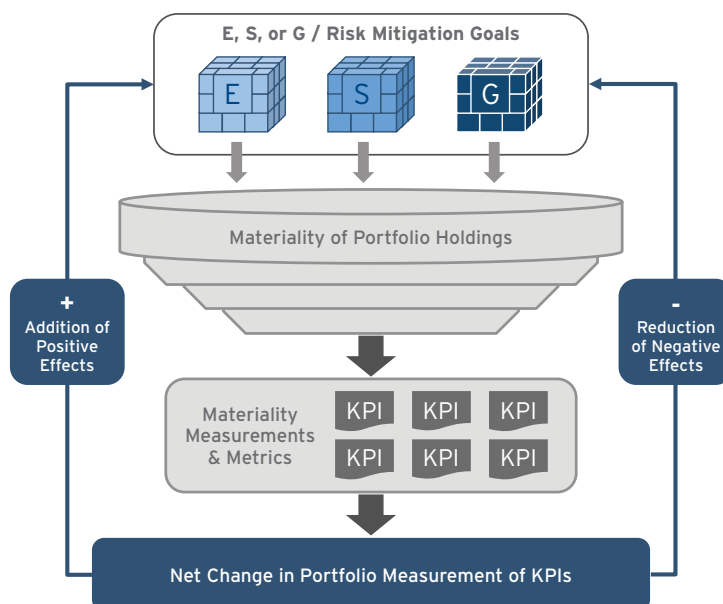 E, S, or G / Risk Mitigation Goals
E
S
G
Materiality of Portfolio Holdings
+
Addition of
Positive
Effects
-
Reduction
of Negative
Effects
Materiality
Measurements
& Metrics
KPI KPI KPI
KPI KPI KPI
Net Change in Portfolio Measurement of KPIs